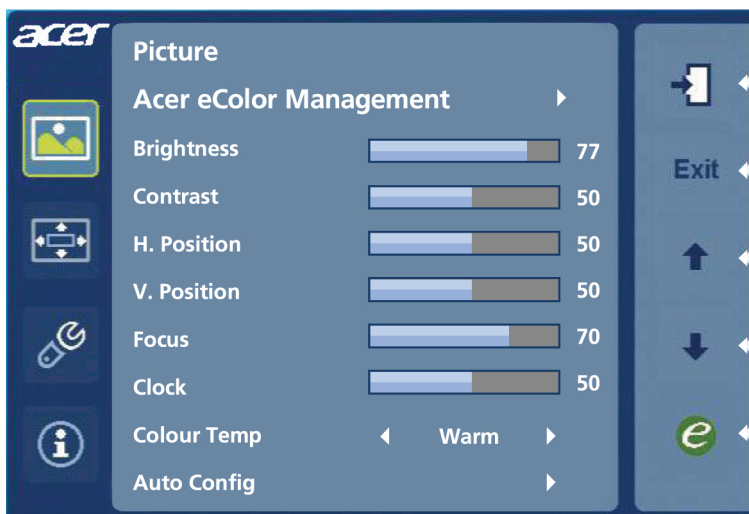 acer
Picture
Acer eColor Management
Brightness 77
Contrast 50
H. Position 50
V. Position 50
Focus 70
Clock 50
Colour Temp Warm
Auto Config
Exit
e